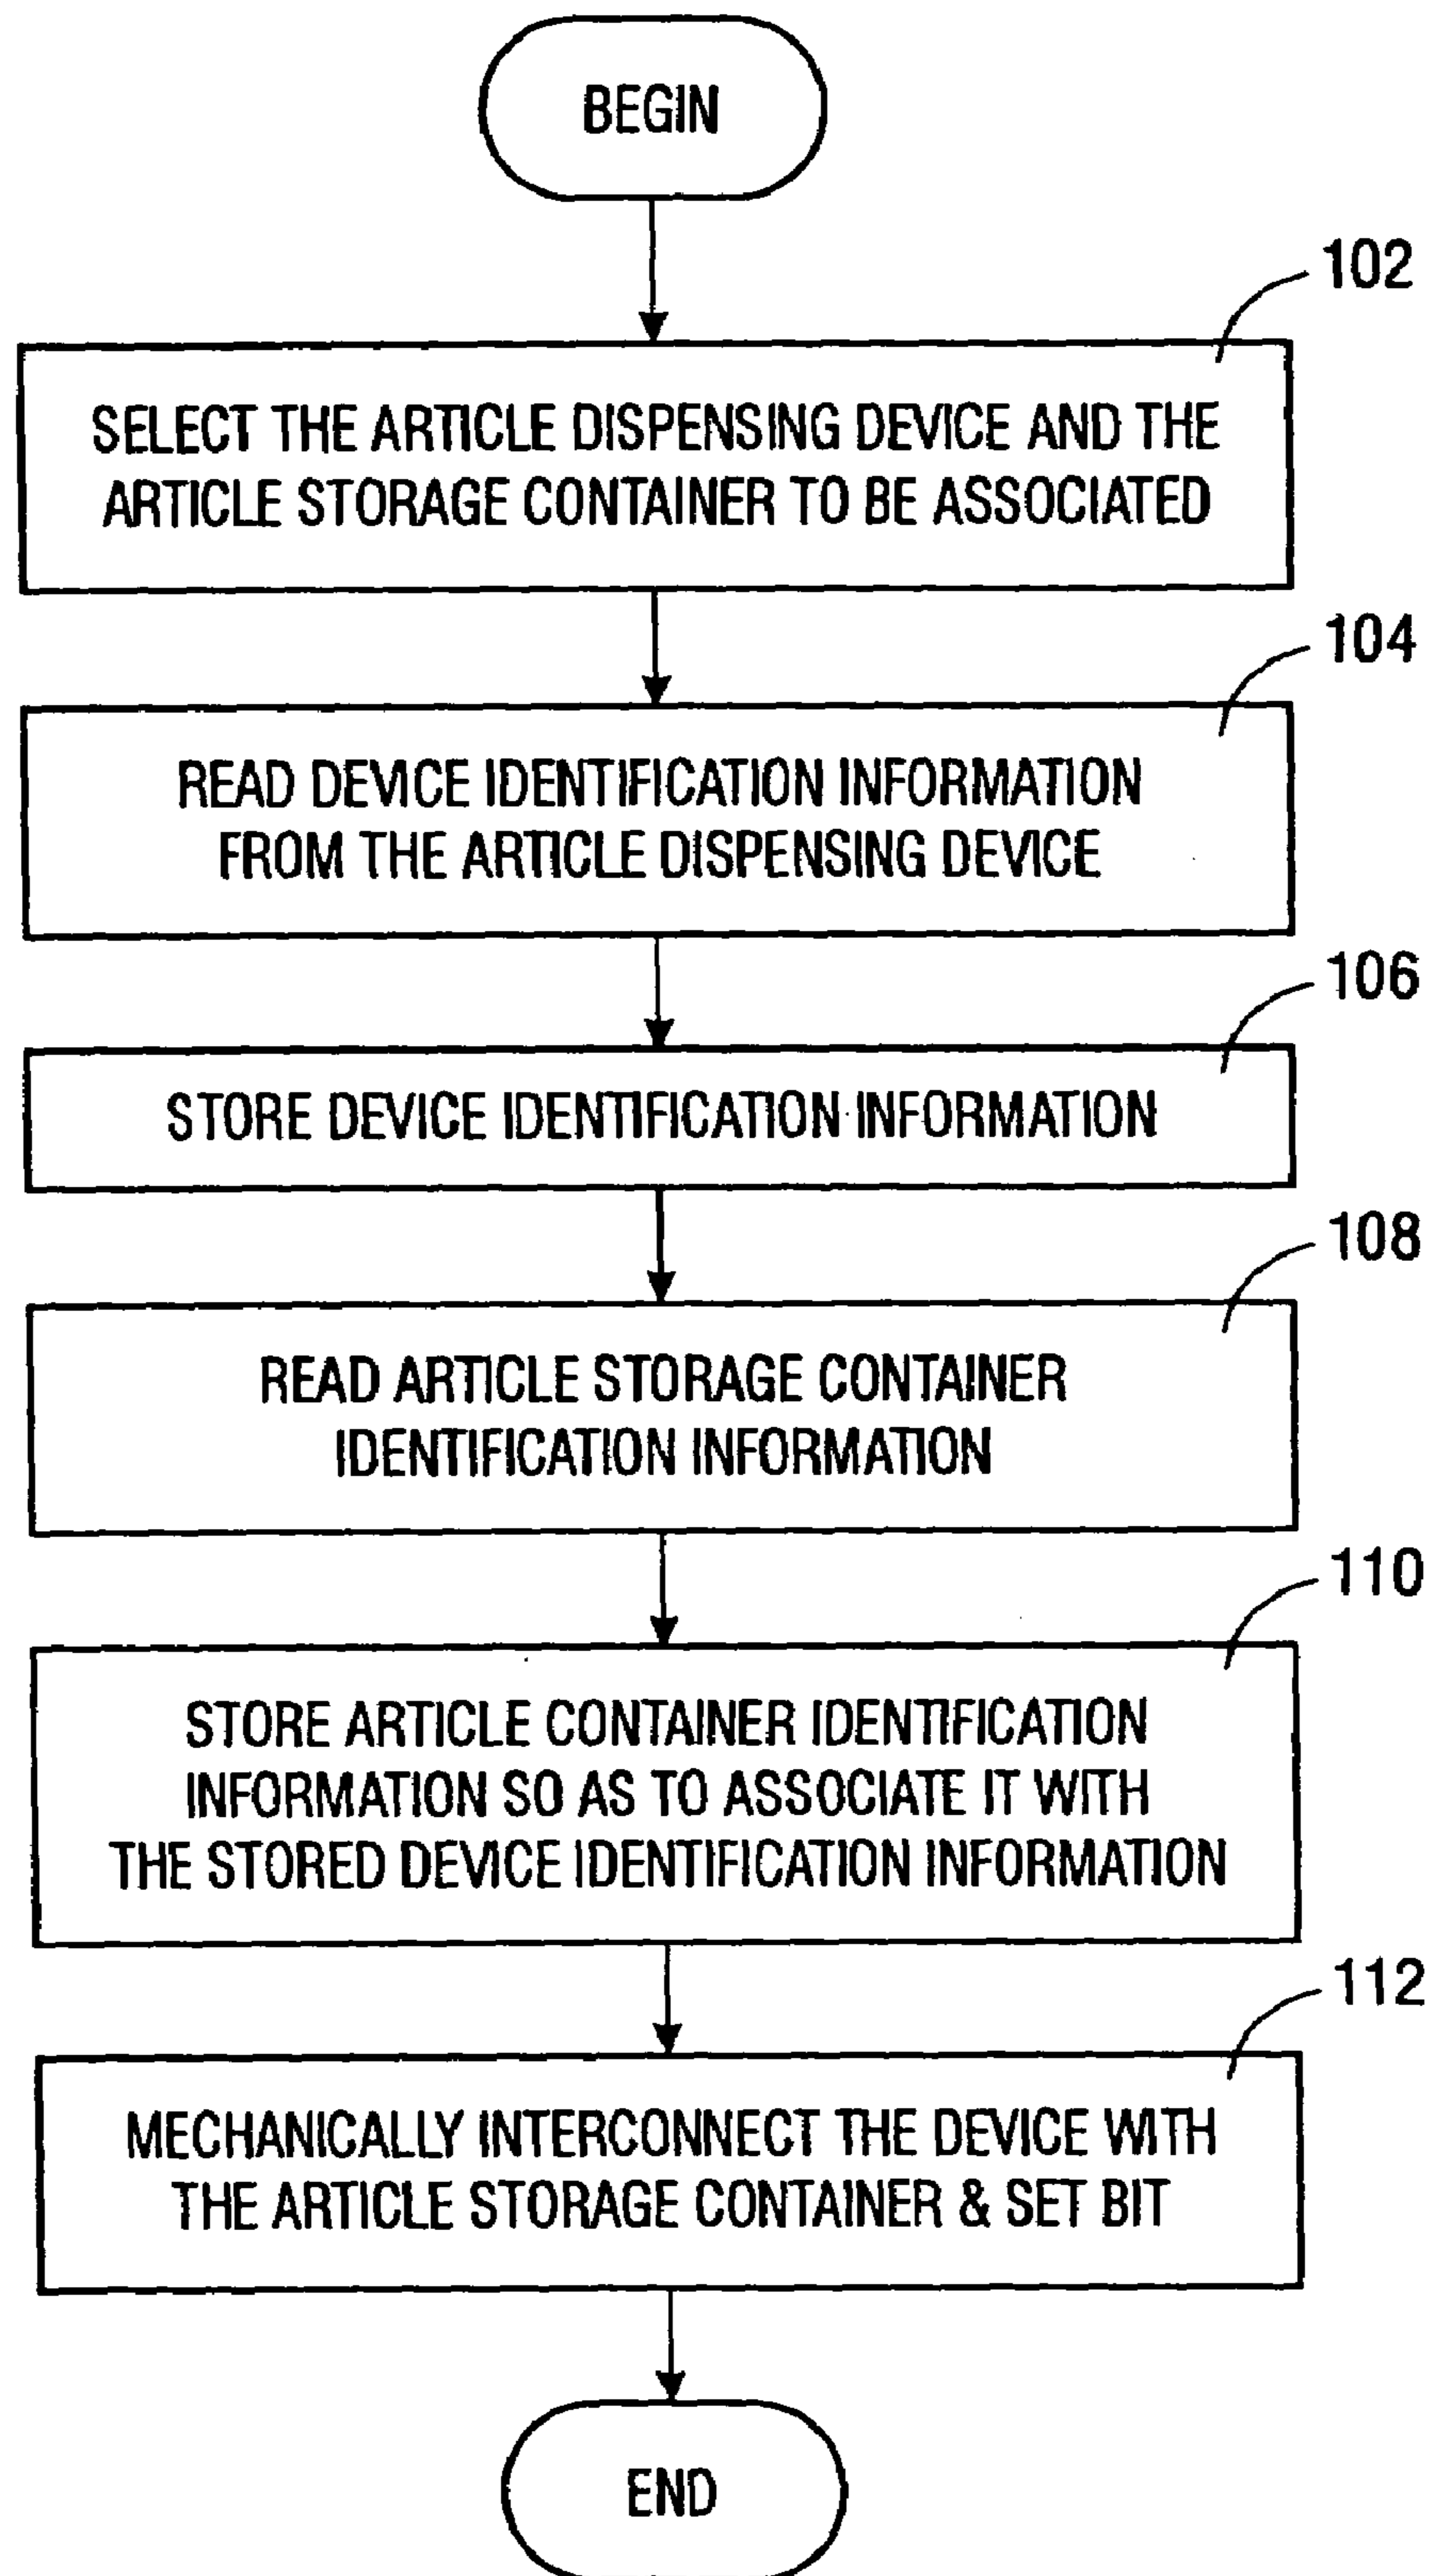 BEGIN
102
SELECT THE ARTICLE DISPENSING DEVICE AND THE
ARTICLE STORAGE CONTAINER TO BE ASSOCIATED
104
READ DEVICE IDENTIFICATION INFORMATION
FROM THE ARTICLE DISPENSING DEVICE
106
STORE DEVICE IDENTIFICATION INFORMATION
108
READ ARTICLE STORAGE CONTAINER
IDENTIFICATION INFORMATION
110
STORE ARTICLE CONTAINER IDENTIFICATION
INFORMATION SO AS TO ASSOCIATE IT WITH
THE STORED DEVICE IDENTIFICATION INFORMATION
112
MECHANICALLY INTERCONNECT THE DEVICE WITH
THE ARTICLE STORAGE CONTAINER & SET BIT
END